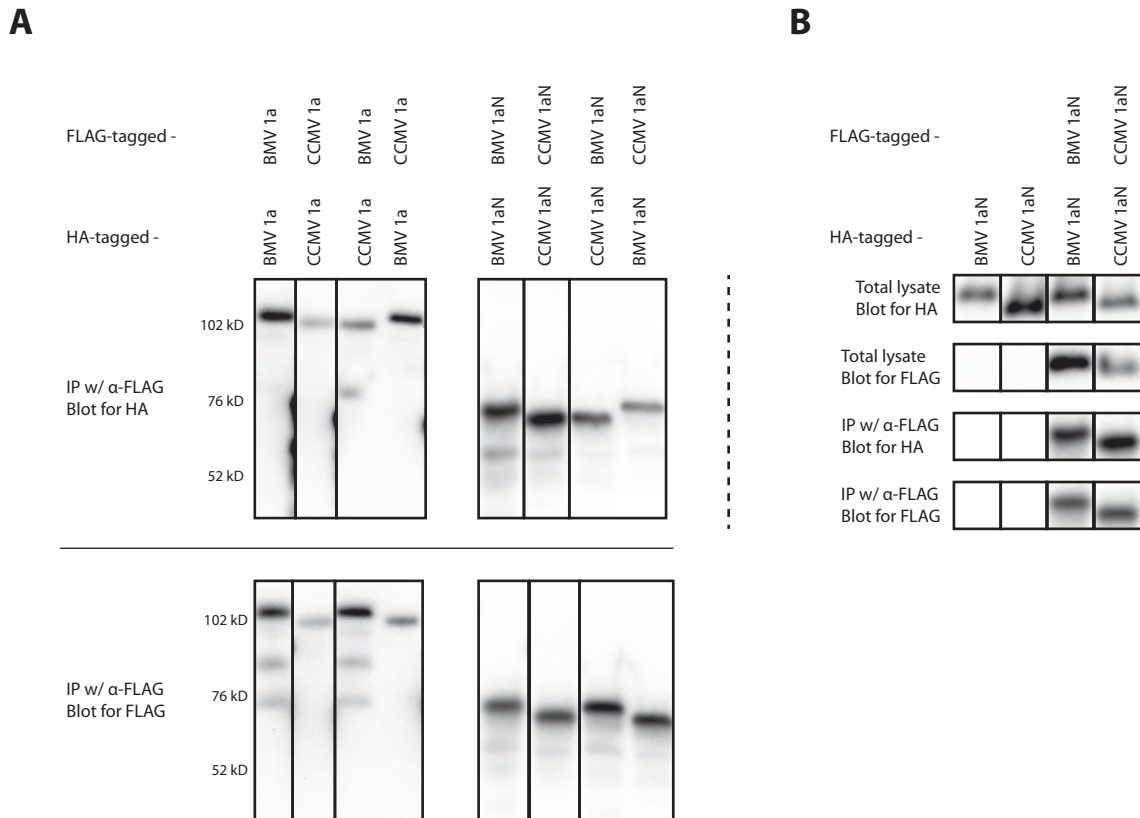 A
B
FLAG-tagged -
BMV 1a
CCMV 1a
BMV 1a
CCMV 1a
BMV 1aN
CCMV 1aN
BMV 1aN
CCMV 1aN
HA-tagged -
BMV 1a
CCMV 1a
CCMV 1a
BMV 1a
BMV 1aN
CCMV 1aN
CCMV 1aN
BMV 1aN
102 kD
76 kD
52 kD
IP w/ α-FLAG
Blot for HA
102 kD
76 kD
52 kD
IP w/ α-FLAG
Blot for FLAG
FLAG-tagged -
BMV 1aN
CCMV 1aN
HA-tagged -
BMV 1aN
CCMV 1aN
BMV 1aN
CCMV 1aN
Total lysate
Blot for HA
Total lysate
Blot for FLAG
IP w/ α-FLAG
Blot for HA
IP w/ α-FLAG
Blot for FLAG